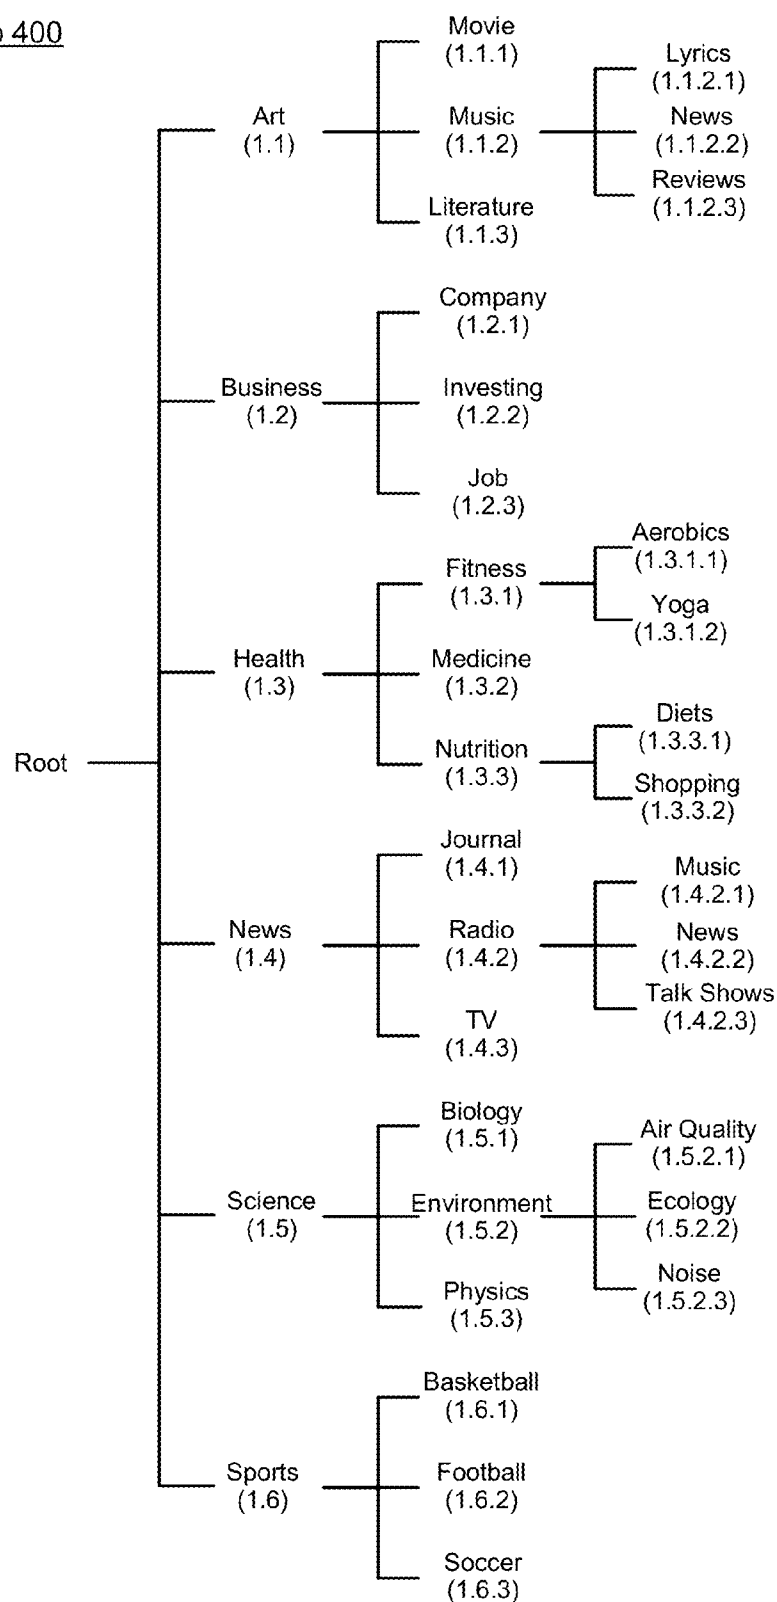 400
Movie
(1.1.1)
Lyrics
(1.1.2.1)
Art
(1.1)
Music
(1.1.2)
News
(1.1.2.2)
Reviews
(1.1.2.3)
Literature
(1.1.3)
Company
(1.2.1)
Business
(1.2)
Investing
(1.2.2)
Job
(1.2.3)
Aerobics
(1.3.1.1)
Fitness
(1.3.1)
Yoga
(1.3.1.2)
Health
(1.3)
Medicine
(1.3.2)
Diets
(1.3.3.1)
Root
Nutrition
(1.3.3)
Shopping
(1.3.3.2)
Journal
(1.4.1)
Music
(1.4.2.1)
News
(1.4)
Radio
(1.4.2)
News
(1.4.2.2)
Talk Shows
(1.4.2.3)
TV
(1.4.3)
Biology
(1.5.1)
Air Quality
(1.5.2.1)
Science
(1.5)
Environment
(1.5.2)
Ecology
(1.5.2.2)
Noise
(1.5.2.3)
Physics
(1.5.3)
Basketball
(1.6.1)
Sports
(1.6)
Football
(1.6.2)
Soccer
(1.6.3)